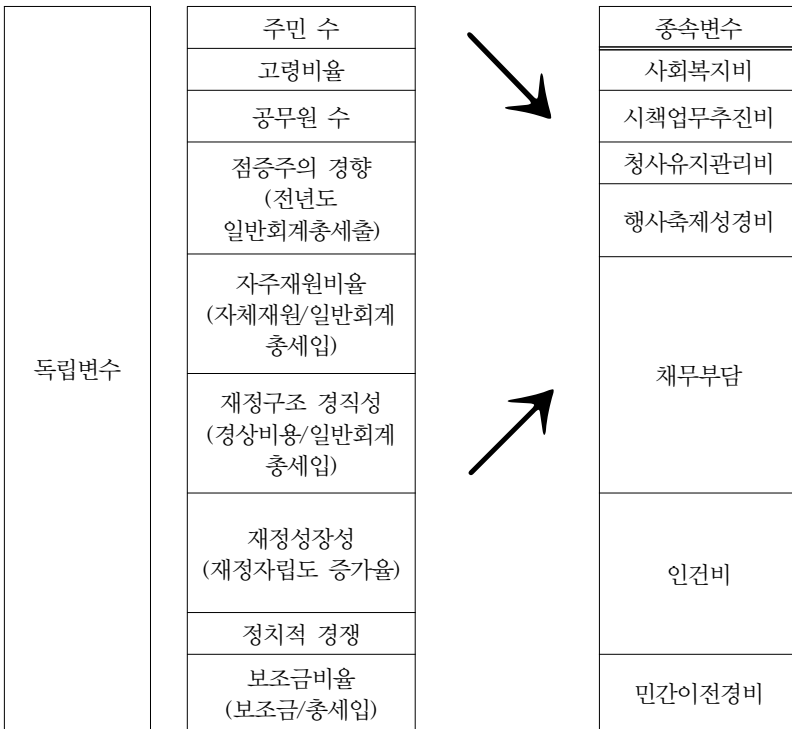 독립변수
주민 수
고령비율
공무원 수
점증주의 경향
(전년도
일반회계총세출)
자주재원비율
(자체재원/일반회계
총세입)
재정구조 경직성
(경상비용/일반회계
총세입)
재정성장성
(재정자립도 증가율)
정치적 경쟁
보조금비율
(보조금/총세입)
종속변수
사회복지비
시책업무추진비
청사유지관리비
행사축제성경비
채무부담
인건비
민간이전경비